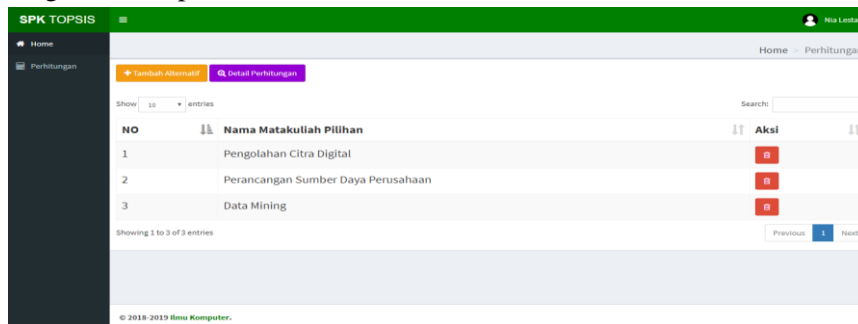 SPK TOPSIS
Nia Lesta
Home
Home > Perhitunga
Perhitungan
Tambah Alternatif Detail Perhitungan
Show 10 entries Search:
NO Nama Matakuliah Pilihan Aksi
1 Pengolahan Citra Digital
2 Perancangan Sumber Daya Perusahaan
3 Data Mining
Showing 1 to 3 of 3 entries Previous 1 Next
© 2018-2019 Ilmu Komputer.